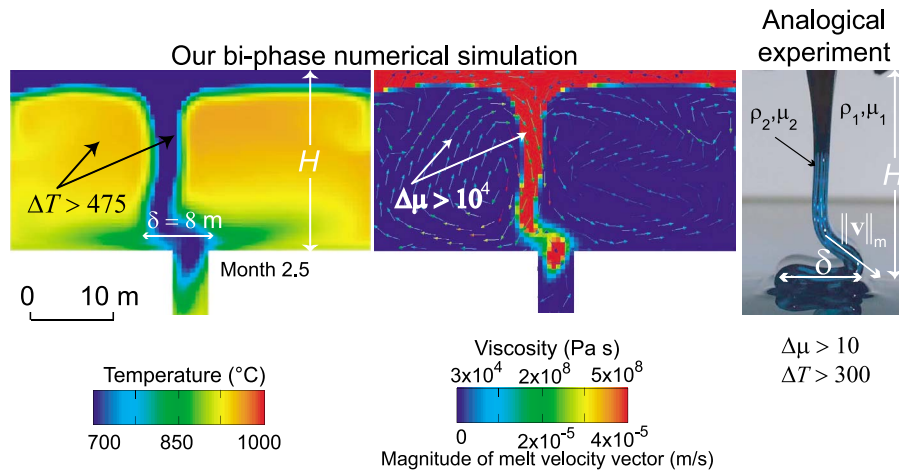 Our bi-phase numerical simulation
Analogical
experiment
H
ΔT > 475
δ = 8 m
Month 2.5
0 10 m
Δμ > 10⁴
ρ₂,μ₂
ρ₁,μ₁
H
‖v‖ₘ
δ
Δμ > 10
ΔT > 300
Temperature (°C)
700 850 1000
Viscosity (Pa s)
3x10⁴ 2x10⁸ 5x10⁸
0 2x10⁻⁵ 4x10⁻⁵
Magnitude of melt velocity vector (m/s)